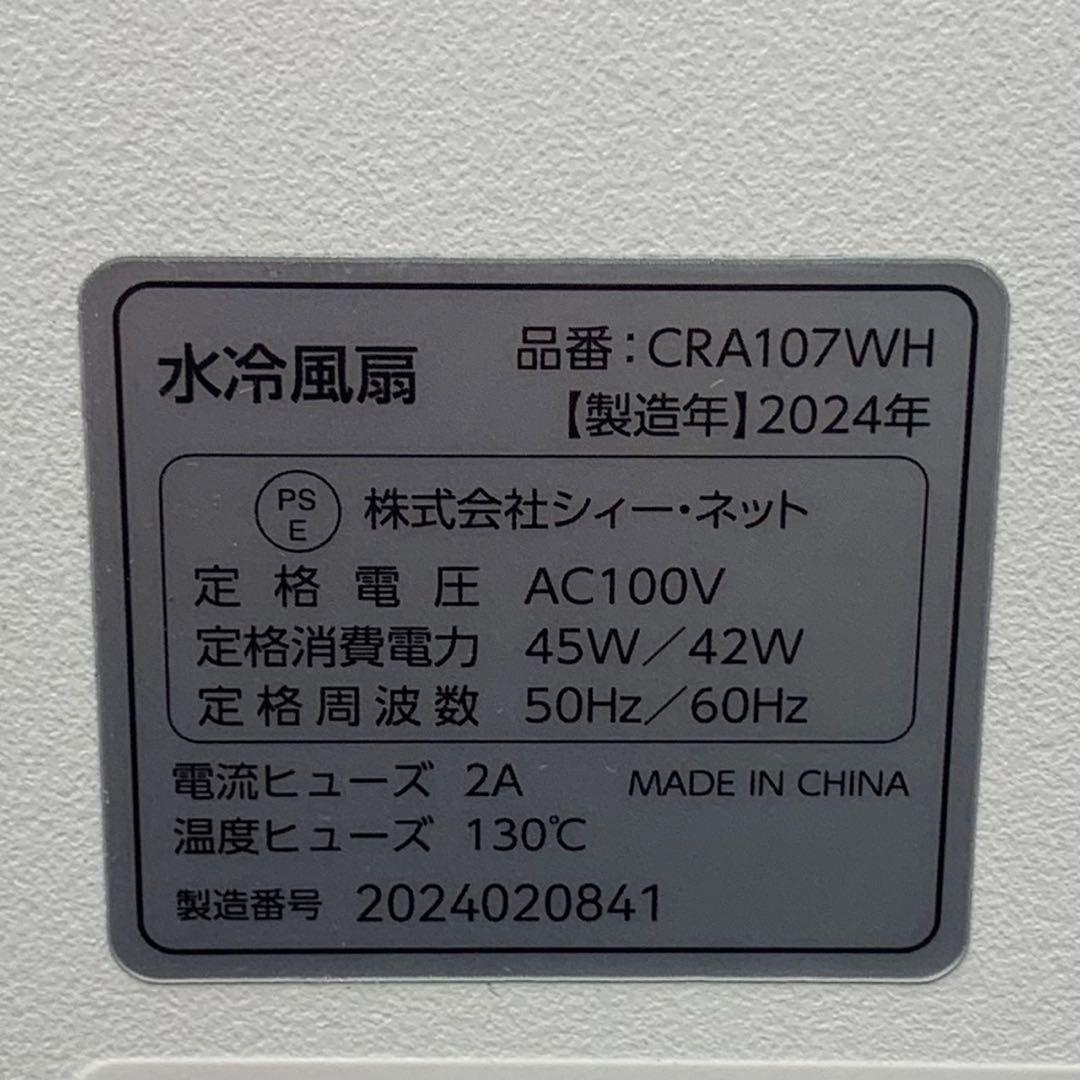 水冷風扇
品番：CRA107WH
【製造年】2024年
PS
E
株式会社シィー・ネット
定格電圧 AC100V
定格消費電力 45W／42W
定格周波数 50Hz／60Hz
電流ヒューズ 2A
MADE IN CHINA
温度ヒューズ 130℃
製造番号 2024020841